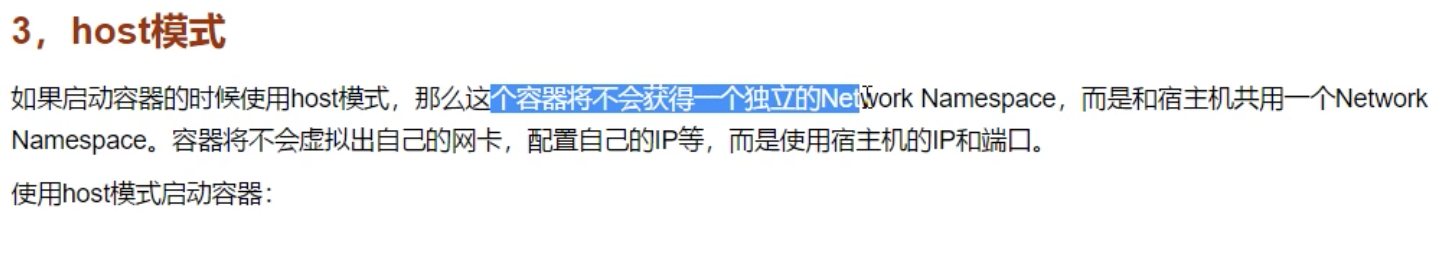 3，host模式
如果启动容器的时候使用host模式，那么这个容器将不会获得一个独立的Network Namespace，而是和宿主机共用一个Network
Namespace。容器将不会虚拟出自己的网卡，配置自己的IP等，而是使用宿主机的IP和端口。
使用host模式启动容器：